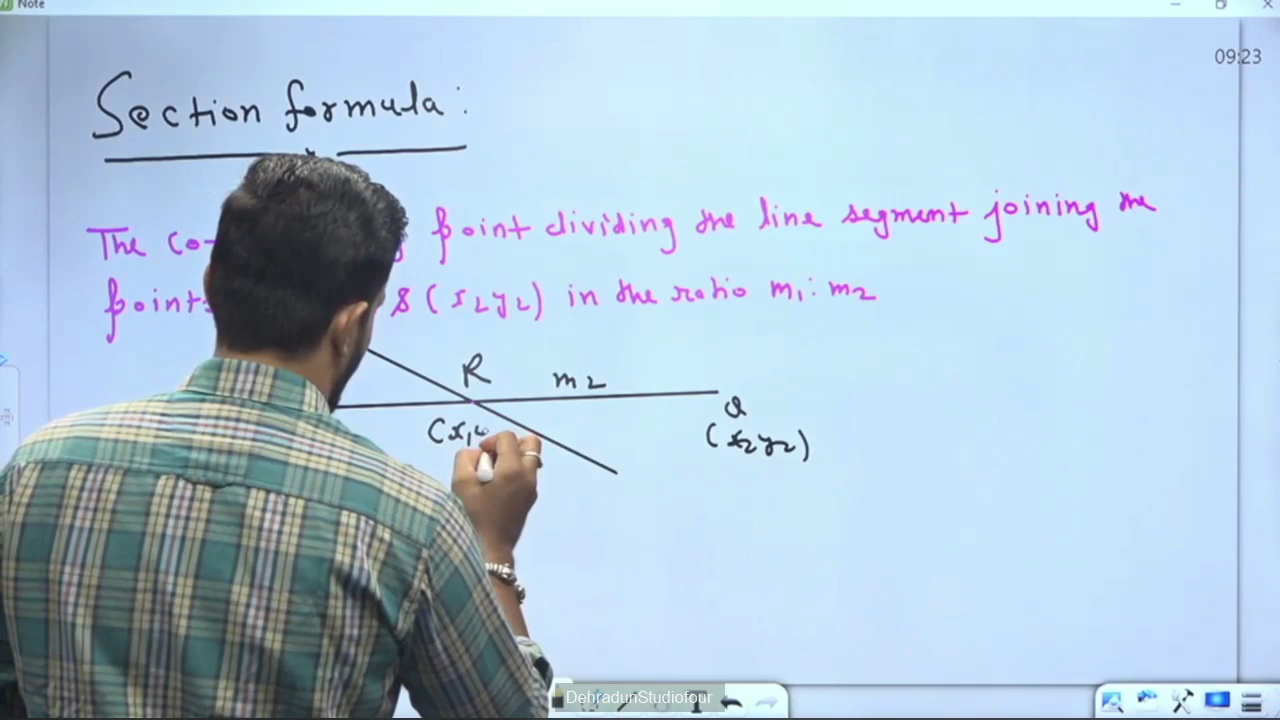 Note
09:23
Section formula:
The co- point dividing the line segment joining the
points (x2y2) in the ratio m1: m2
R m2
Q
(x1,
(x2y2)
DehradunStudiofour